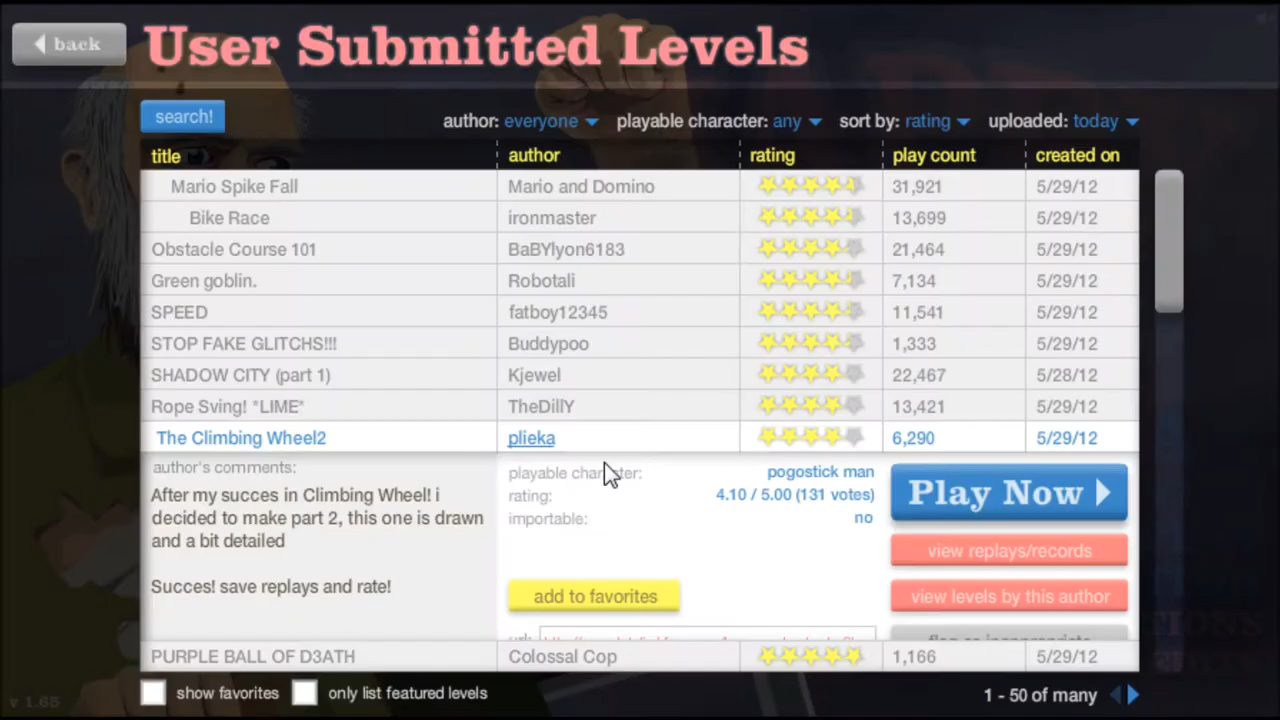 back
User Submitted Levels
search!
author: everyone playable character: any sort by: rating uploaded: today
title author rating play count created on
Mario Spike Fall Mario and Domino 31,921 5/29/12
Bike Race ironmaster 13,699 5/29/12
Obstacle Course 101 BaBYlyon6183 21,464 5/29/12
Green goblin. Robotali 7,134 5/29/12
SPEED fatboy12345 11,541 5/29/12
STOP FAKE GLITCHS!!! Buddypoo 1,333 5/29/12
SHADOW CITY (part 1) Kjewel 22,467 5/28/12
Rope Sving! *LIME* TheDillY 13,421 5/29/12
The Climbing Wheel2 plieka 6,290 5/29/12
author's comments:
After my succes in Climbing Wheel! i
decided to make part 2, this one is drawn
and a bit detailed
Succes! save replays and rate!
playable character: pogostick man
rating: 4.10 / 5.00 (131 votes)
importable: no
add to favorites
Play Now
view replays/records
view levels by this author
flag as inappropriate
PURPLE BALL OF D3ATH Colossal Cop 1,166 5/29/12
show favorites only list featured levels 1 - 50 of many
v 1.65